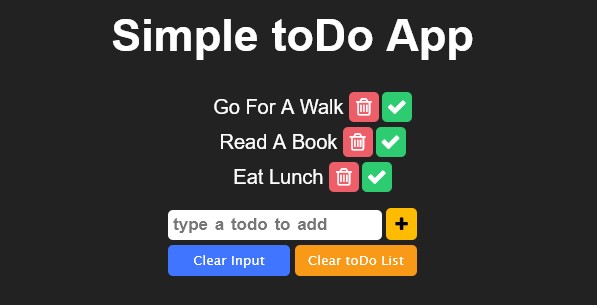 Simple toDo App
Go For A Walk
Read A Book
Eat Lunch
type a todo to add
Clear Input Clear toDo List